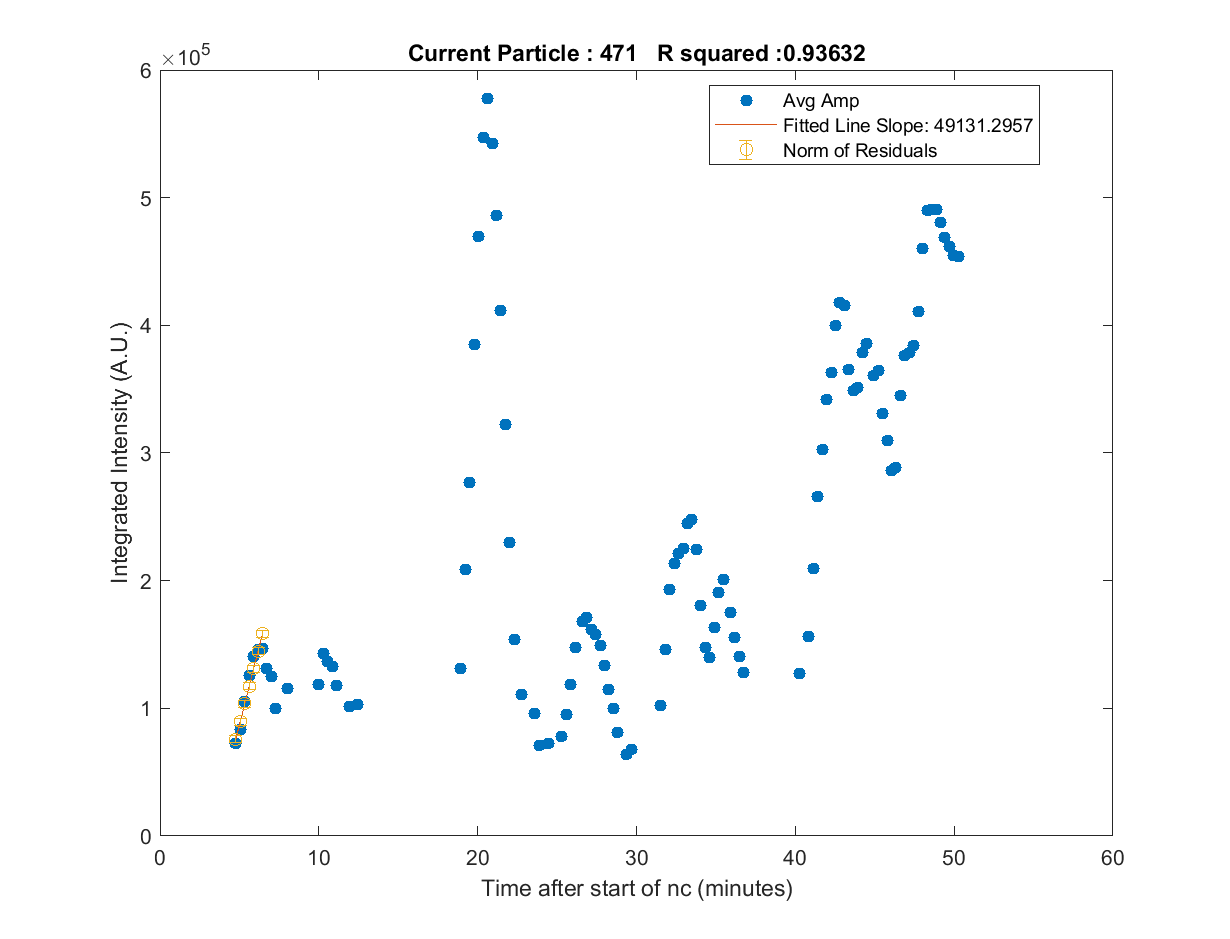 Current Particle : 471 R squared :0.93632
×10^5
Avg Amp
Fitted Line Slope: 49131.2957
Norm of Residuals
6
5
4
3
2
1
0
Integrated Intensity (A.U.)
0 10 20 30 40 50 60
Time after start of nc (minutes)